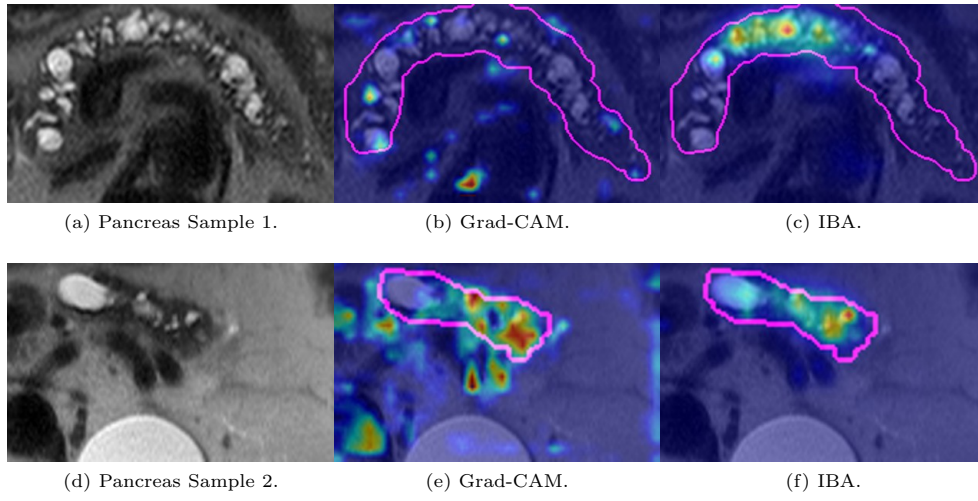 (a) Pancreas Sample 1.
(b) Grad-CAM.
(c) IBA.
(d) Pancreas Sample 2.
(e) Grad-CAM.
(f) IBA.